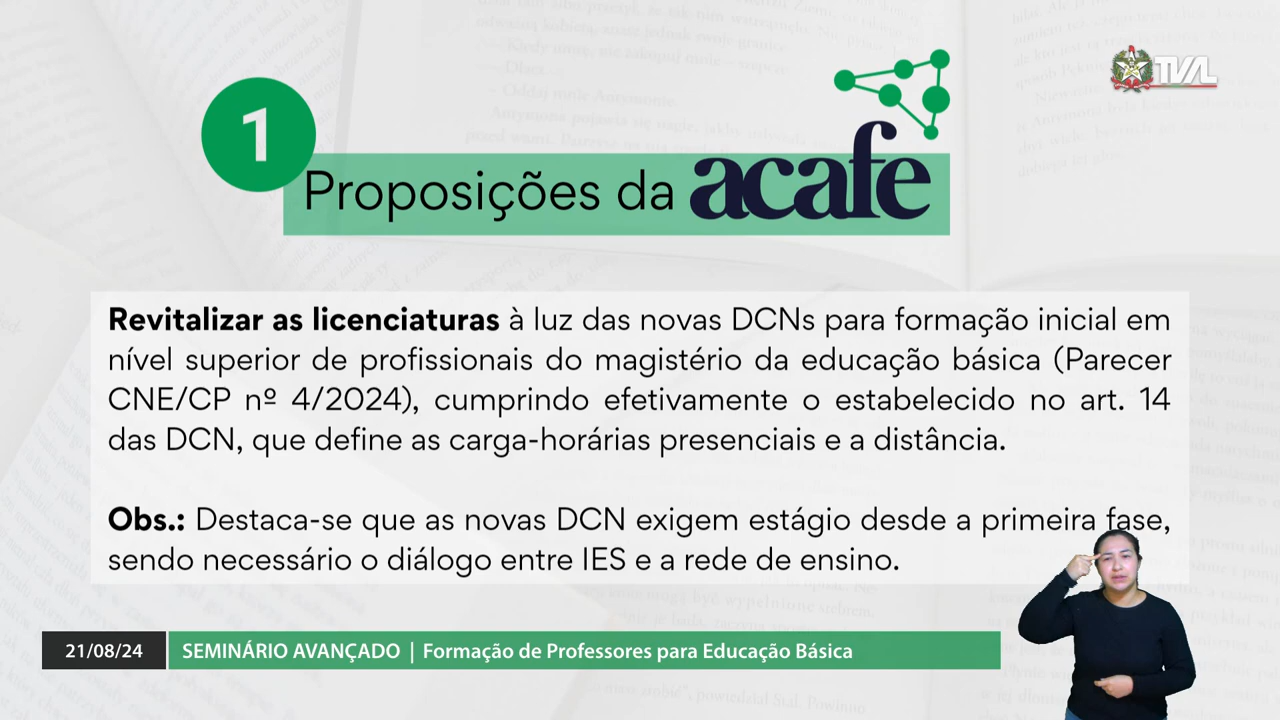 1
TVAL
Proposições da acafe
Revitalizar as licenciaturas à luz das novas DCNs para formação inicial em
nível superior de profissionais do magistério da educação básica (Parecer
CNE/CP nº 4/2024), cumprindo efetivamente o estabelecido no art. 14
das DCN, que define as carga-horárias presenciais e a distância.
Obs.: Destaca-se que as novas DCN exigem estágio desde a primeira fase,
sendo necessário o diálogo entre IES e a rede de ensino.
21/08/24 SEMINÁRIO AVANÇADO | Formação de Professores para Educação Básica